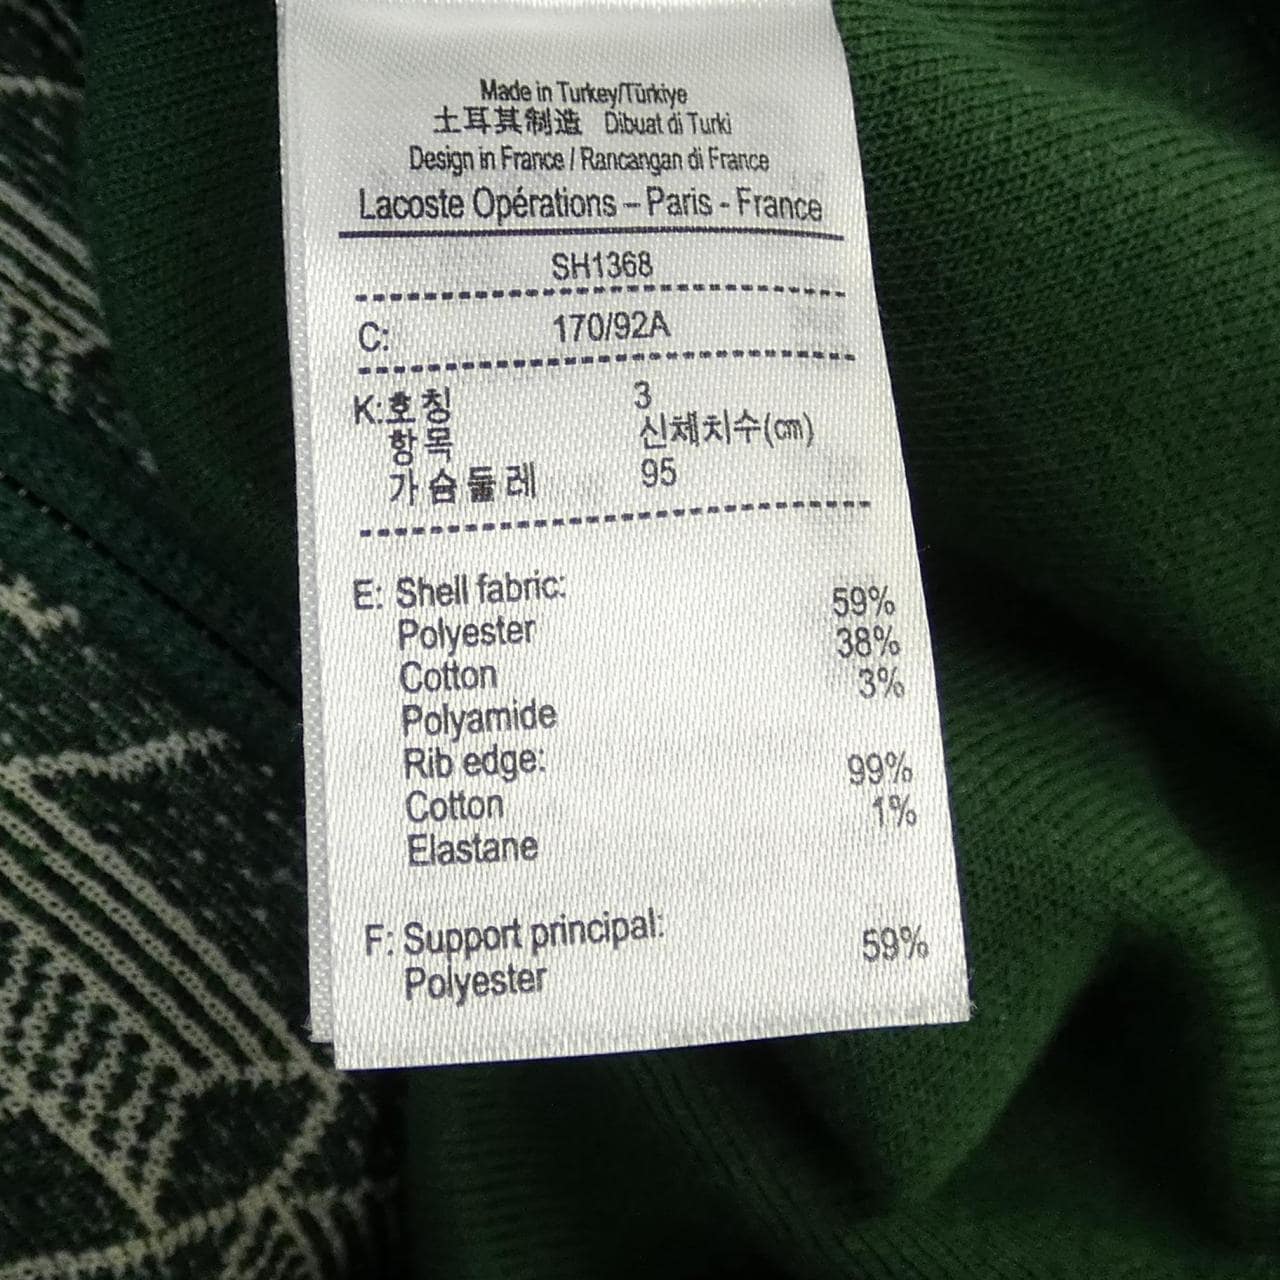 Made in Turkey/Türkiye
土耳其制造 Dibuat di Turki
Design in France / Rancangan di France
Lacoste Opérations – Paris - France
SH1368
C: 170/92A
K:호칭 3
항목 신체치수(cm)
가슴둘레 95
E: Shell fabric: 59%
Polyester 38%
Cotton 3%
Polyamide
Rib edge: 99%
Cotton 1%
Elastane
F: Support principal: 59%
Polyester